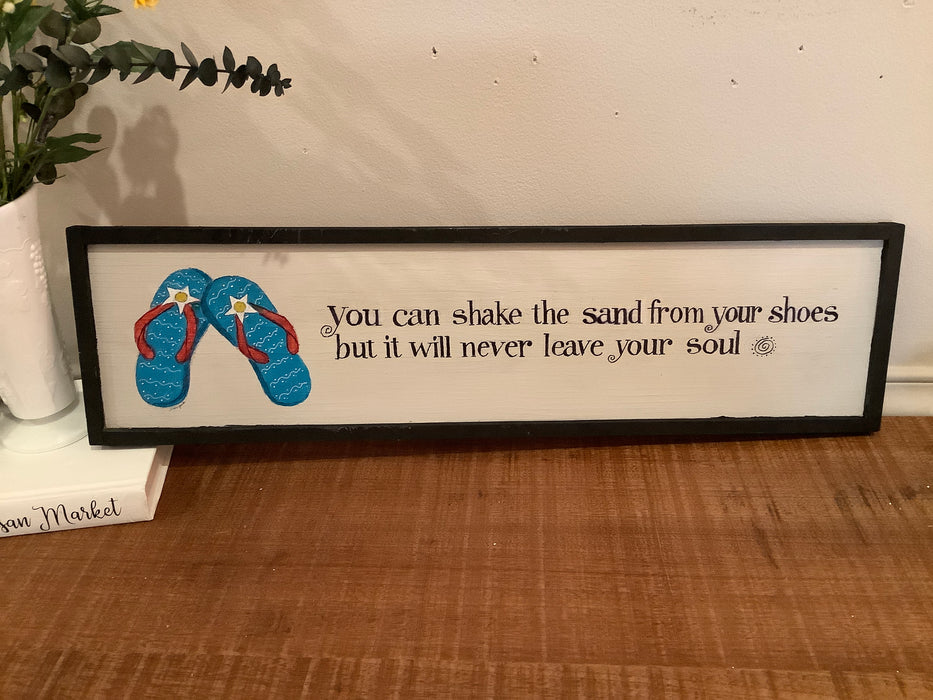 You can shake the sand from your shoes
but it will never leave your soul
san Market